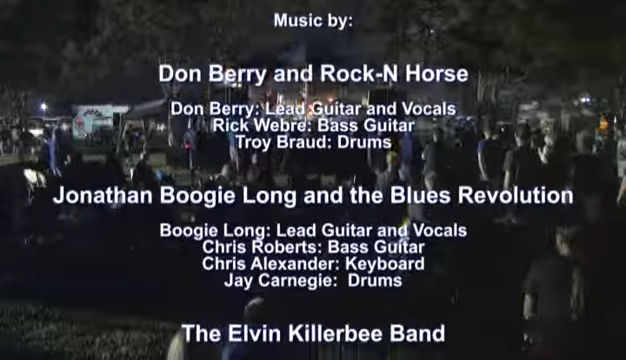 Music by:
Don Berry and Rock-N Horse
Don Berry: Lead Guitar and Vocals
Rick Webre: Bass Guitar
Troy Braud: Drums
Jonathan Boogie Long and the Blues Revolution
Boogie Long: Lead Guitar and Vocals
Chris Roberts: Bass Guitar
Chris Alexander: Keyboard
Jay Carnegie: Drums
The Elvin Killerbee Band